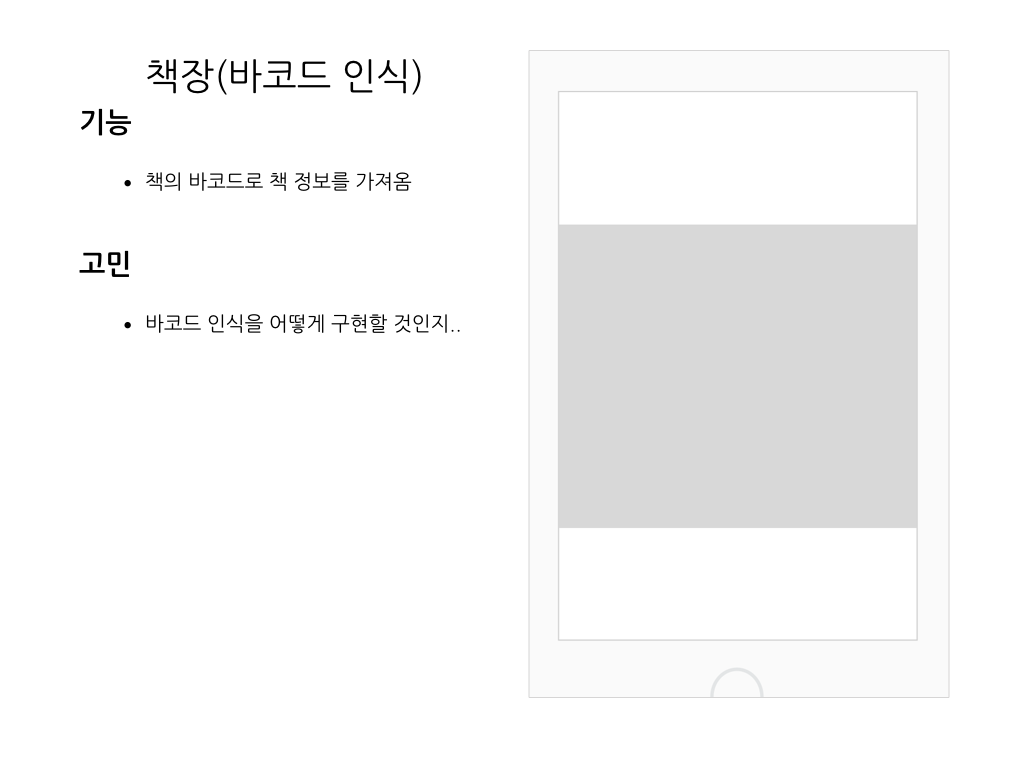 책장(바코드 인식)
기능
• 책의 바코드로 책 정보를 가져옴
고민
• 바코드 인식을 어떻게 구현할 것인지..